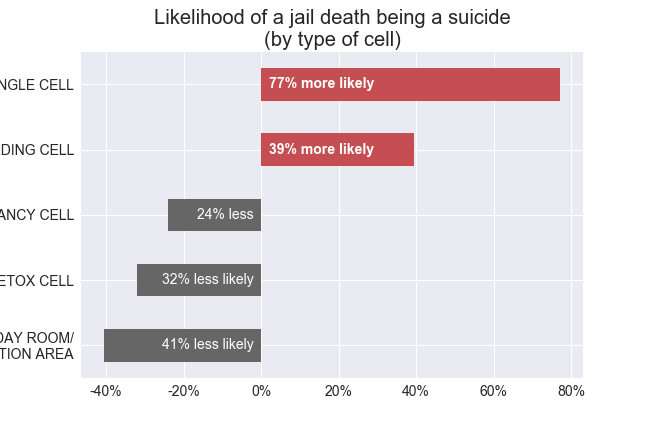 Likelihood of a jail death being a suicide
(by type of cell)
NGLE CELL
77% more likely
DING CELL
39% more likely
ANCY CELL
24% less
ETOX CELL
32% less likely
DAY ROOM/
TION AREA
41% less likely
-40% -20% 0% 20% 40% 60% 80%